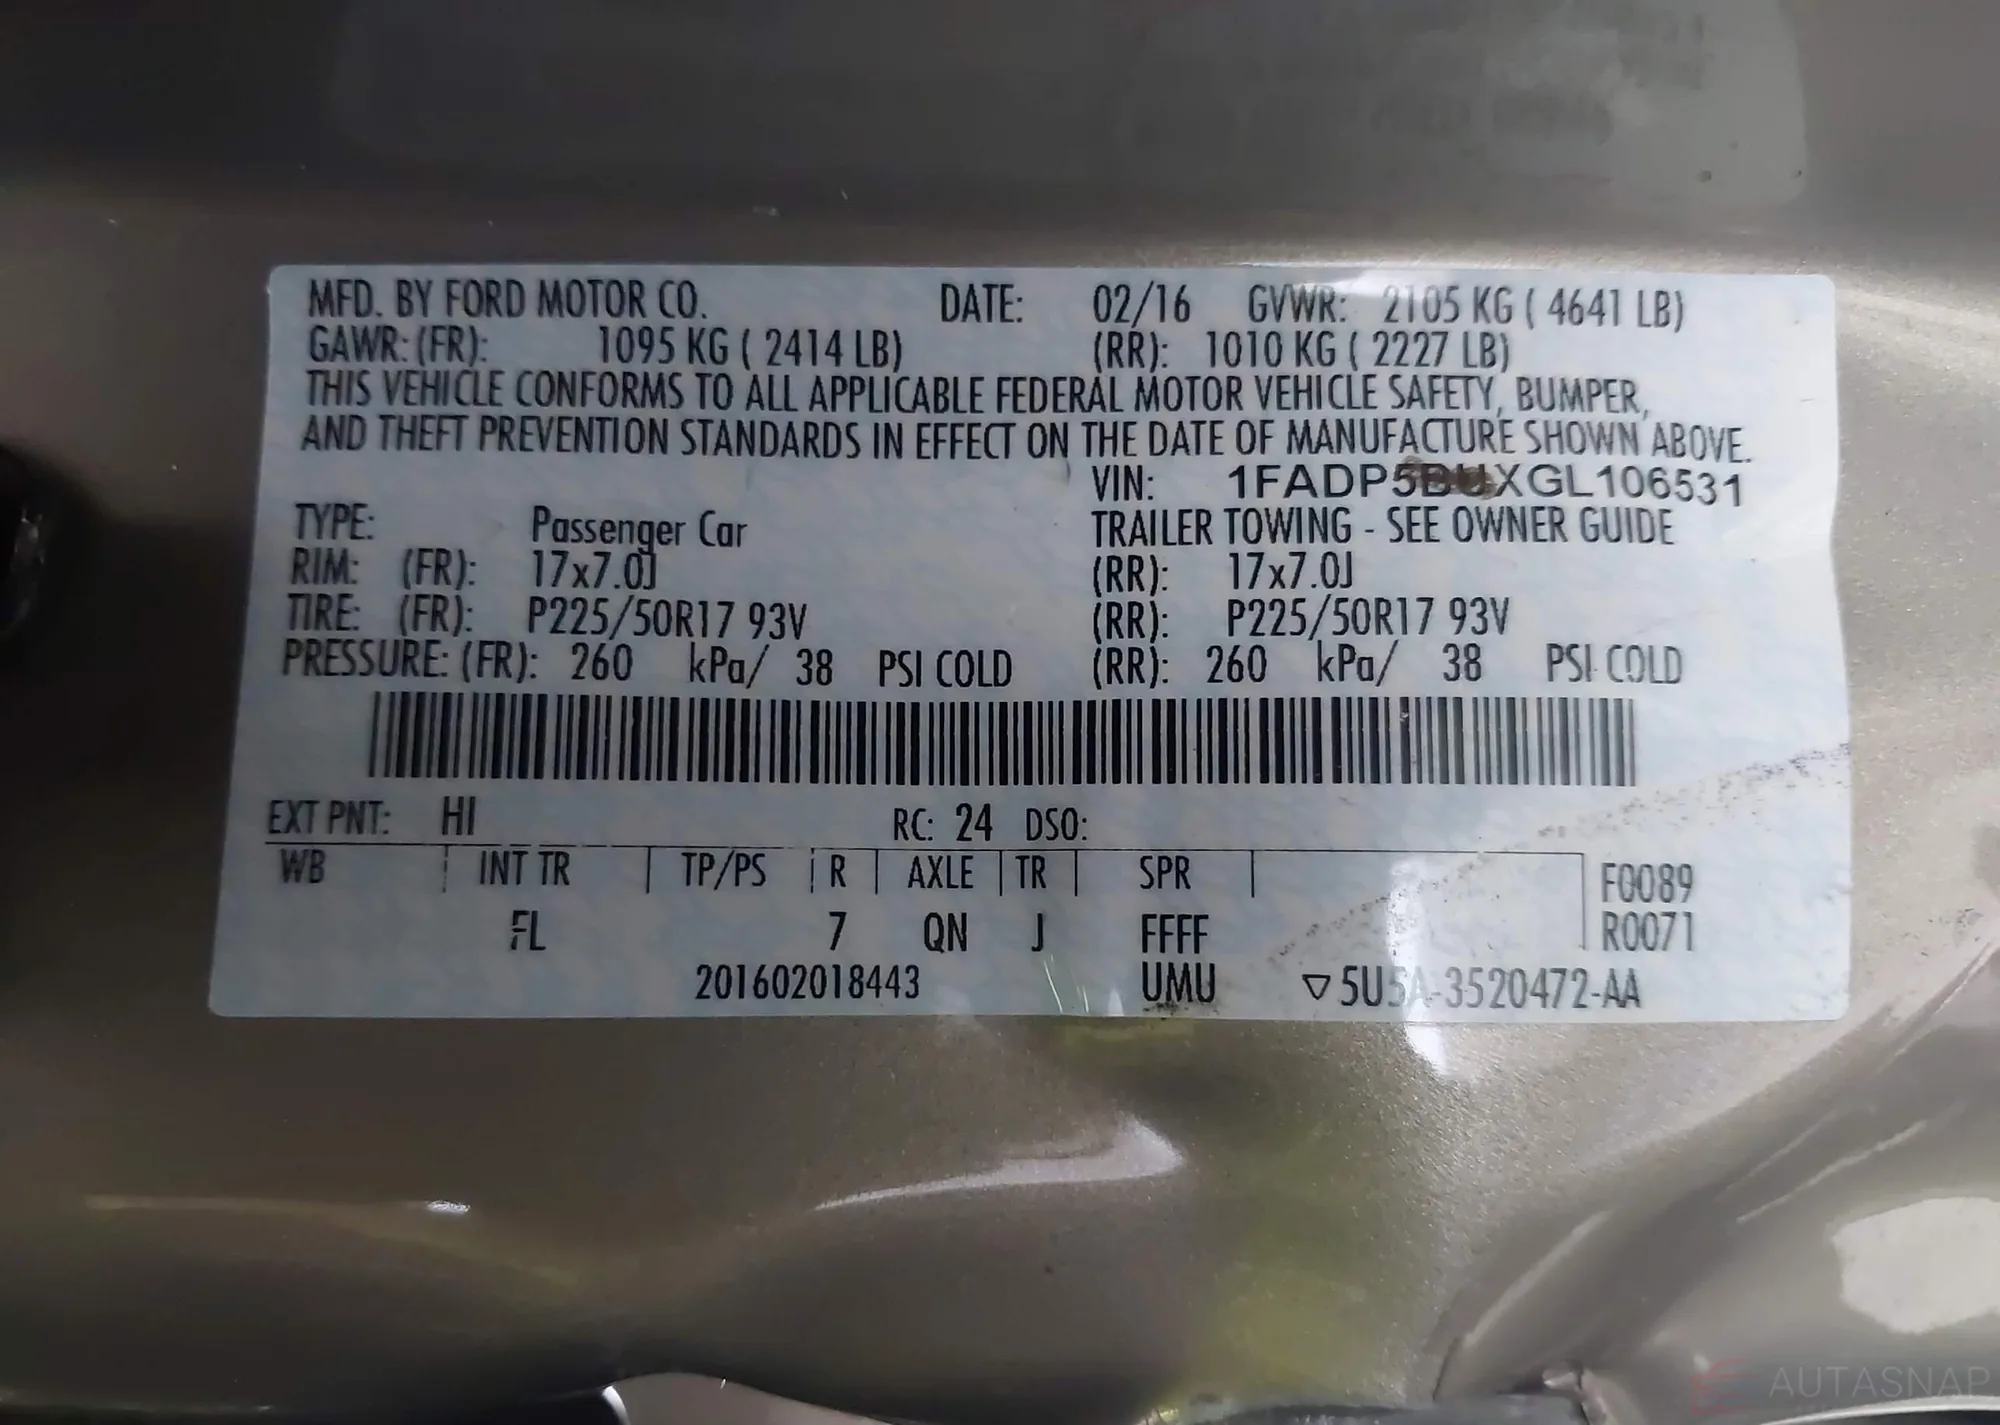 MFD. BY FORD MOTOR CO. DATE: 02/16 GVWR: 2105 KG ( 4641 LB)
GAWR: (FR): 1095 KG ( 2414 LB) (RR): 1010 KG ( 2227 LB)
THIS VEHICLE CONFORMS TO ALL APPLICABLE FEDERAL MOTOR VEHICLE SAFETY, BUMPER,
AND THEFT PREVENTION STANDARDS IN EFFECT ON THE DATE OF MANUFACTURE SHOWN ABOVE.
VIN:
TYPE: Passenger Car TRAILER TOWING - SEE OWNER GUIDE
RIM: (FR): 17x7.0J (RR): 17x7.0J
TIRE: (FR): P225/50R17 93V (RR): P225/50R17 93V
PRESSURE: (FR): 260 kPa/ 38 PSI COLD (RR): 260 kPa/ 38 PSI COLD
EXT PNT: HI RC: 24 DSO:
WB INT TR TP/PS R AXLE TR SPR F0089
FL 7 QN J FFFF R0071
201602018443 UMU ▽5U5A-3520472-AA
AUTASNAP